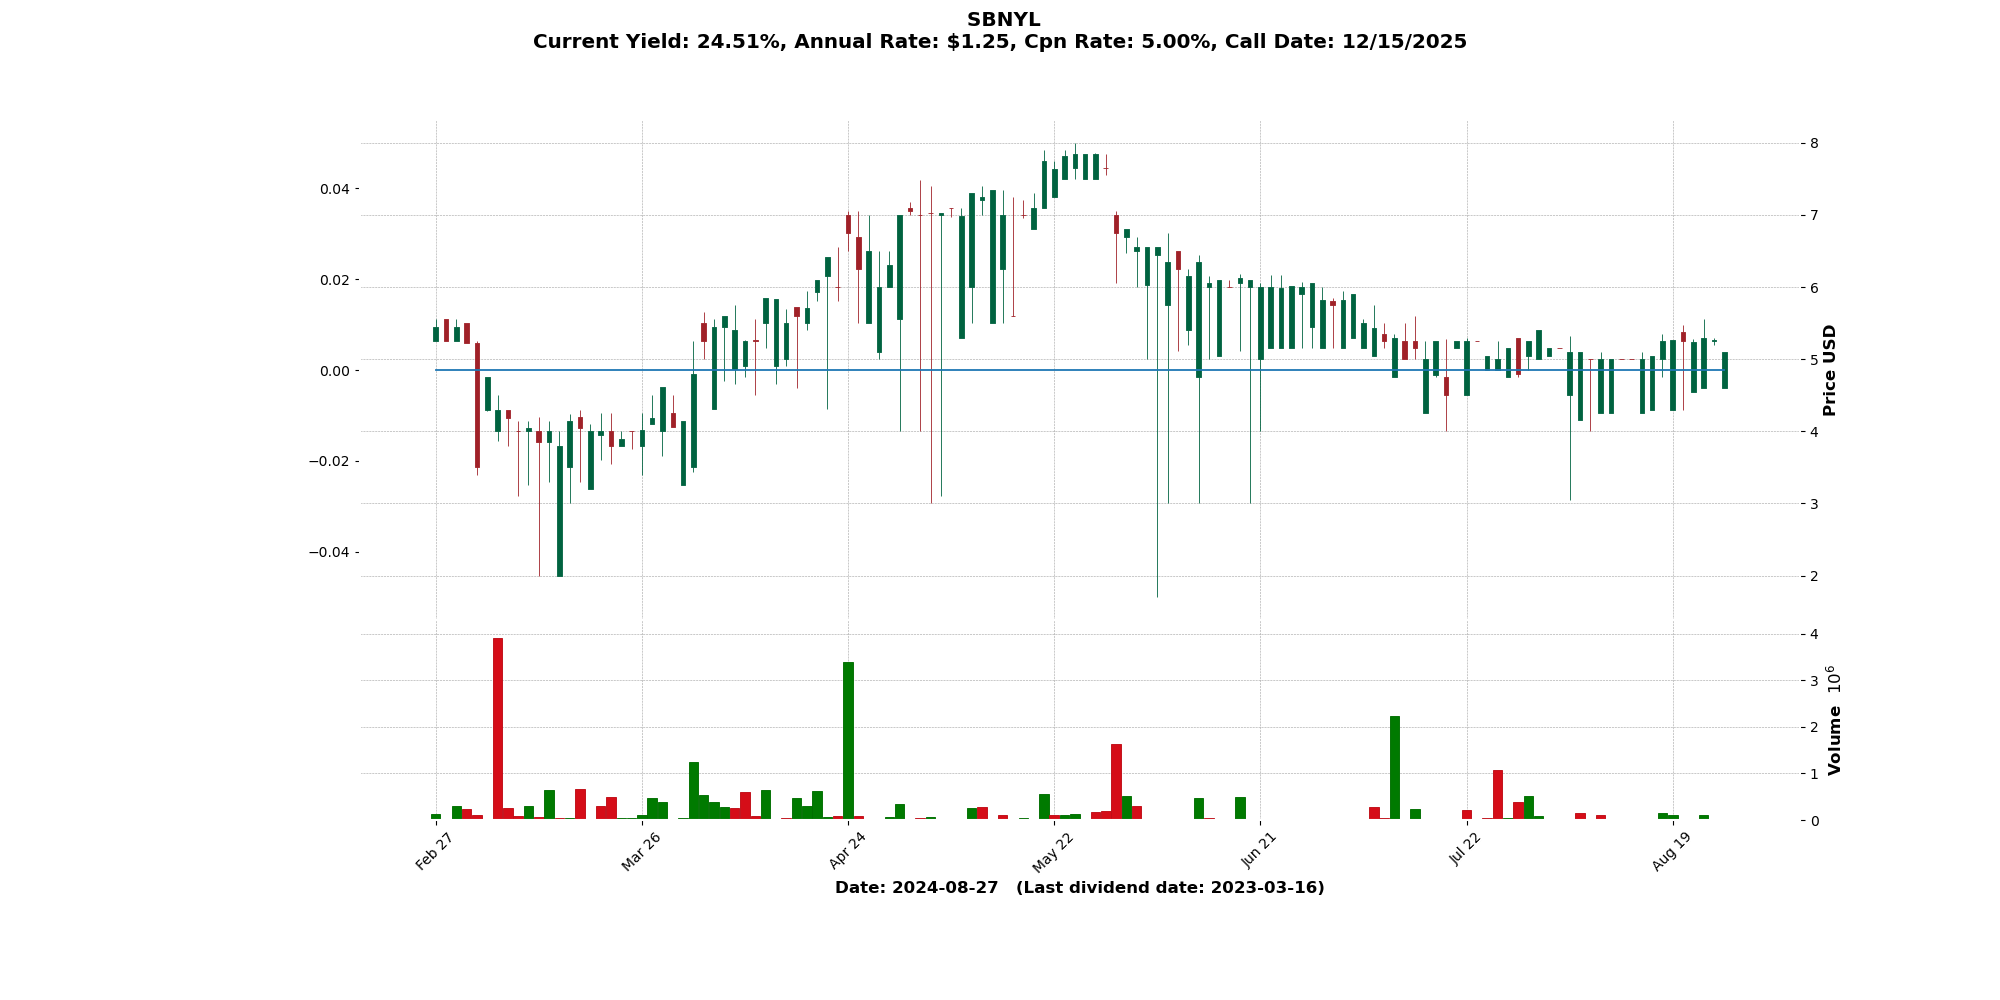 SBNYL
Current Yield: 24.51%, Annual Rate: $1.25, Cpn Rate: 5.00%, Call Date: 12/15/2025
0.04
0.02
0.00
−0.02
−0.04
8
7
6
5
4
3
2
Price USD
4
3
2
1
0
Volume 10^6
Feb 27
Mar 26
Apr 24
May 22
Jun 21
Jul 22
Aug 19
Date: 2024-08-27 (Last dividend date: 2023-03-16)